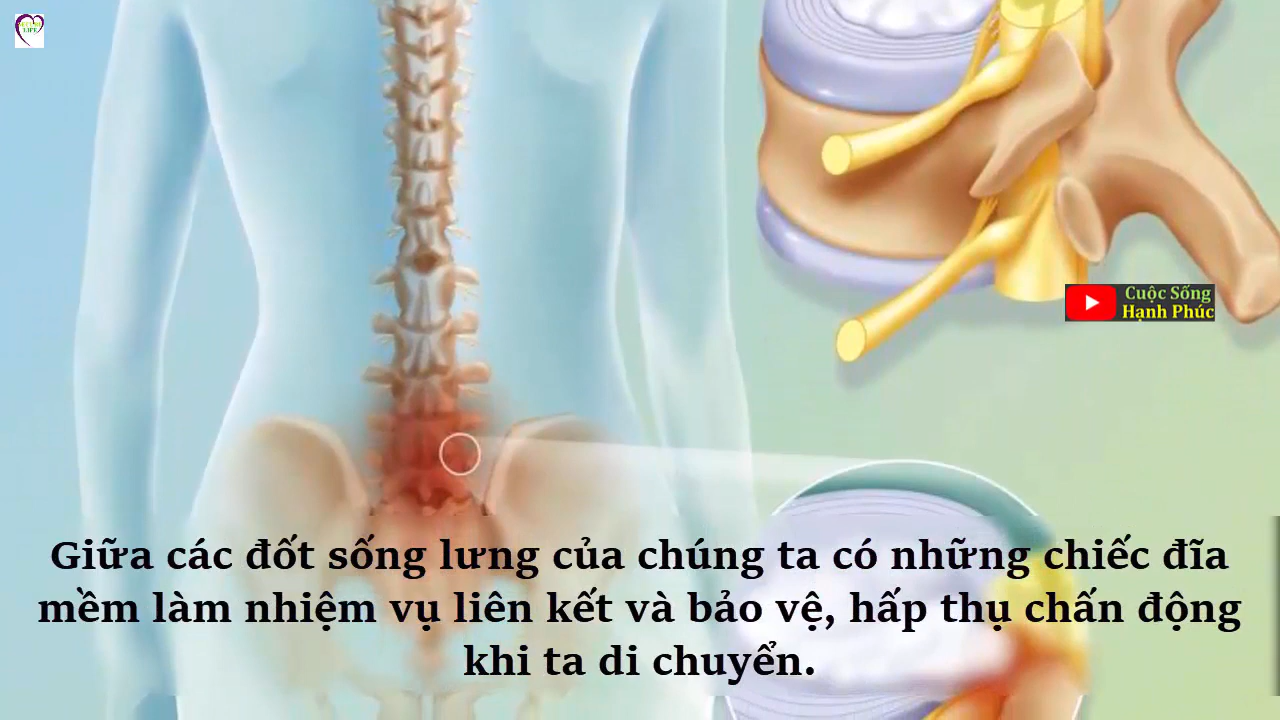 LIFE
Cuộc Sống
Hạnh Phúc
Giữa các đốt sống lưng của chúng ta có những chiếc đĩa
mềm làm nhiệm vụ liên kết và bảo vệ, hấp thụ chấn động
khi ta di chuyển.